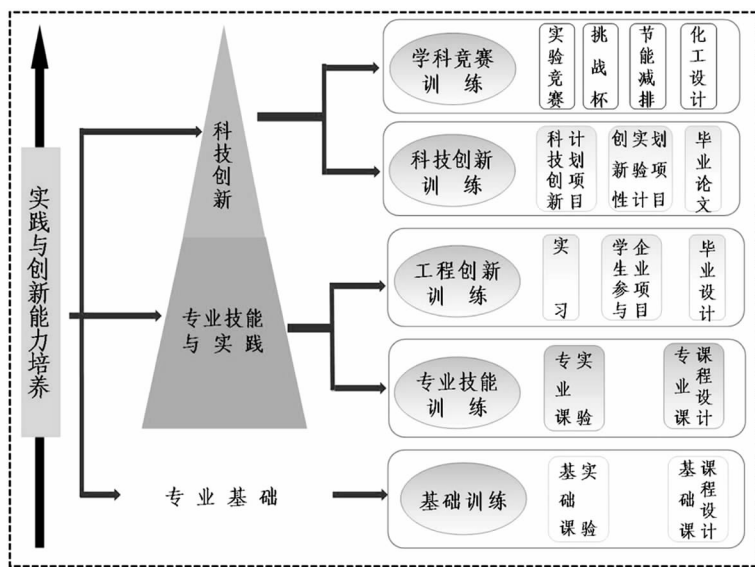 实践与创新能力培养
科技创新
专业技能
与实践
专业基础
学科竞赛
训练
实验竞赛
挑战杯
节能减排
化工设计
科技创新
训练
科技创新
计划项目
创新性
实验计
划项目
毕业论文
工程创新
训练
实习
学生参与
企业项目
毕业设计
专业技能
训练
专业课
实验
专业课
课程设计
基础训练
基础课
实验
基础课
课程设计